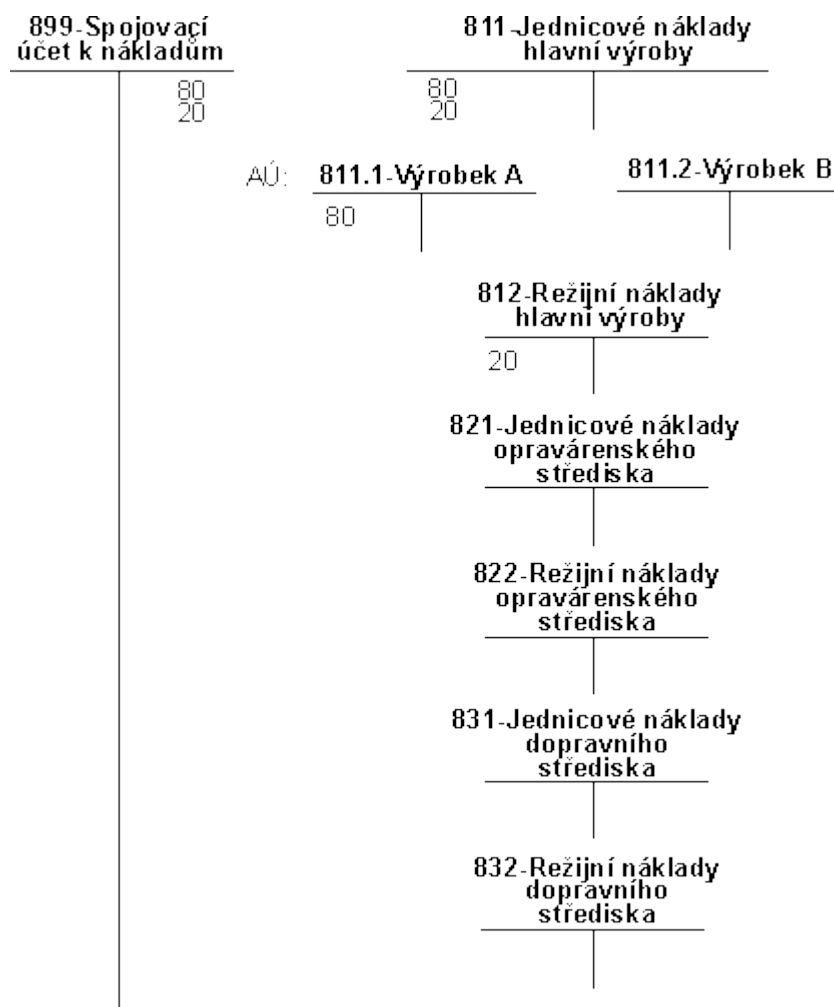 899-Spojovací
účet k nákladům
80
20
811-Jednicové náklady
hlavní výroby
80
20
AÚ:
811.1-Výrobek A
80
811.2-Výrobek B
812-Režijní náklady
hlavní výroby
20
821-Jednicové náklady
opravárenského
střediska
822-Režijní náklady
opravárenského
střediska
831-Jednicové náklady
dopravního
střediska
832-Režijní náklady
dopravního
střediska